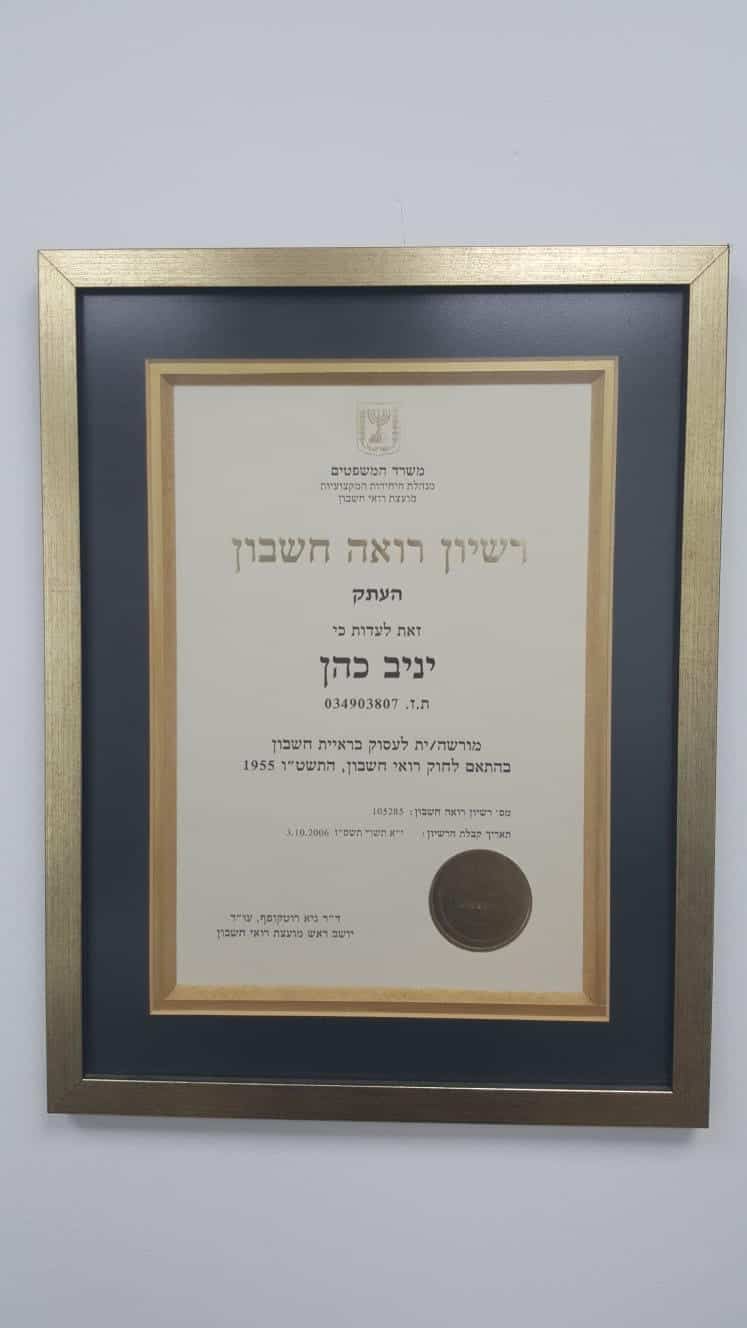 משרד המשפטים
מנהלת היחידות המקצועיות
מועצת רואי חשבון
רשיון רואה חשבון
העתק
זאת לעדות כי
יניב כהן
ת.ז. 034903807
מורשה/ית לעסוק בראיית חשבון
בהתאם לחוק רואי חשבון, התשט"ו 1955
מס' רשיון רואה חשבון: 105285
תאריך קבלת הרשיון: י"א תשרי תשס"ז 3.10.2006
ד"ר גיא רוטקופף, עו"ד
יושב ראש מועצת רואי חשבון